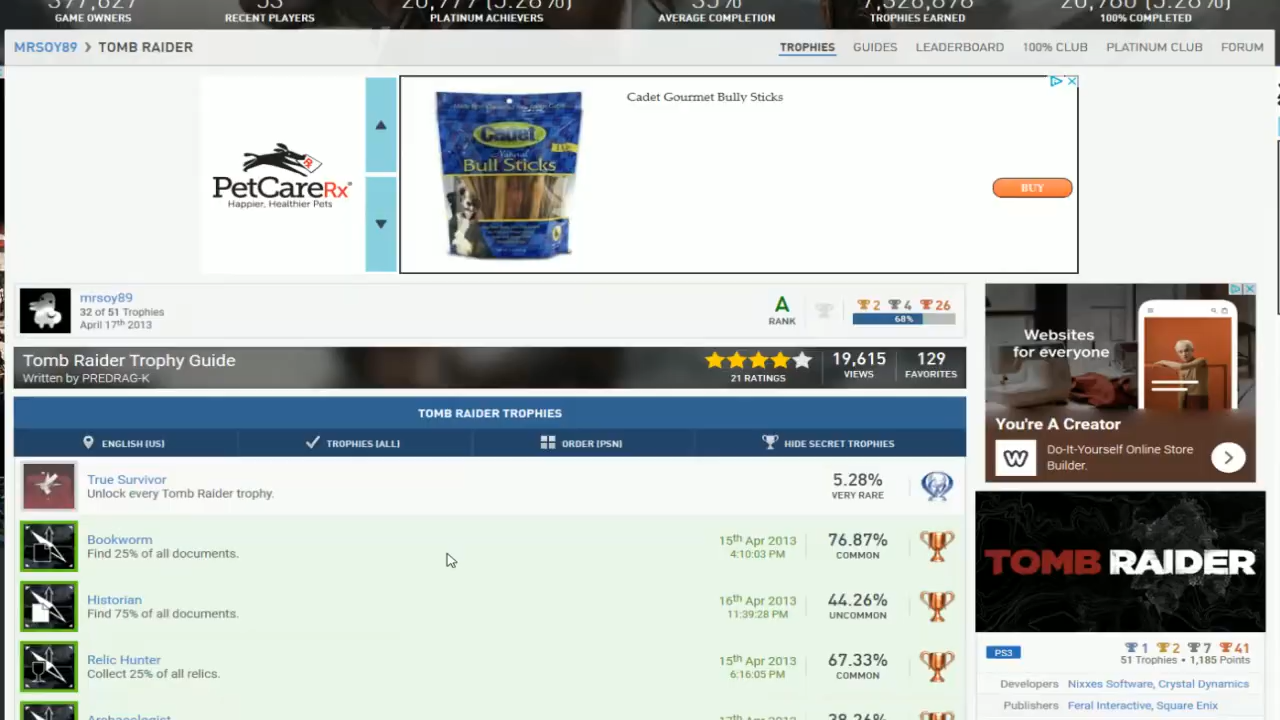 GAME OWNERS
RECENT PLAYERS
PLATINUM ACHIEVERS
AVERAGE COMPLETION
TROPHIES EARNED
100% COMPLETED
MRSOY89 > TOMB RAIDER
TROPHIES GUIDES LEADERBOARD 100% CLUB PLATINUM CLUB FORUM
PetCareRx
Happier, Healthier Pets
Cadet
Bull Sticks
Cadet Gourmet Bully Sticks
BUY
mrsoy89
32 of 51 Trophies
April 17th 2013
A
RANK
2 4 26
68%
Tomb Raider Trophy Guide
Written by PREDRAG-K
21 RATINGS
19,615
VIEWS
129
FAVORITES
TOMB RAIDER TROPHIES
ENGLISH (US) TROPHIES (ALL) ORDER (PSN) HIDE SECRET TROPHIES
True Survivor
Unlock every Tomb Raider trophy.
5.28%
VERY RARE
Bookworm
Find 25% of all documents.
15th Apr 2013
4:10:03 PM
76.87%
COMMON
Historian
Find 75% of all documents.
16th Apr 2013
11:39:28 PM
44.26%
UNCOMMON
Relic Hunter
Collect 25% of all relics.
15th Apr 2013
6:16:05 PM
67.33%
COMMON
Archaeologist
Websites
for everyone
You're A Creator
Do-It-Yourself Online Store
Builder.
TOMB RAIDER
PS3
1 2 7 41
51 Trophies • 1,185 Points
Developers Nixxes Software, Crystal Dynamics
Publishers Feral Interactive, Square Enix